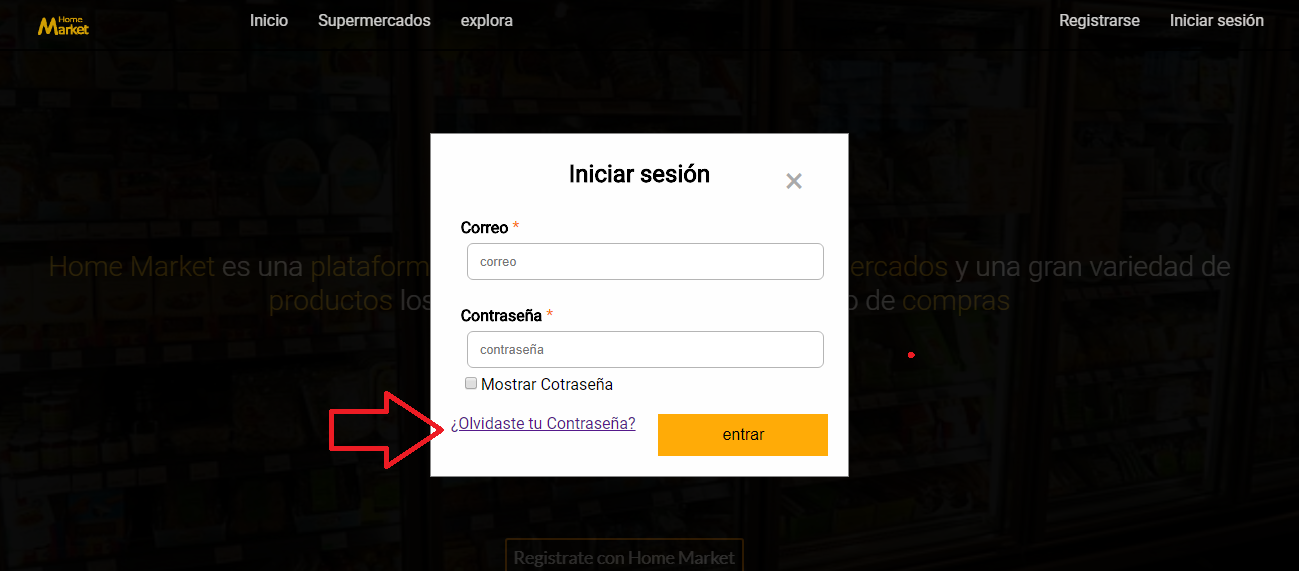 Home
Market
Inicio Supermercados explora Registrarse Iniciar sesión
Iniciar sesión
×
Correo *
correo
Home Market es una plataform ercados y una gran variedad de
productos los o de compras
Contraseña *
contraseña
Mostrar Cotraseña
¿Olvidaste tu Contraseña?
entrar
Registrate con Home Market